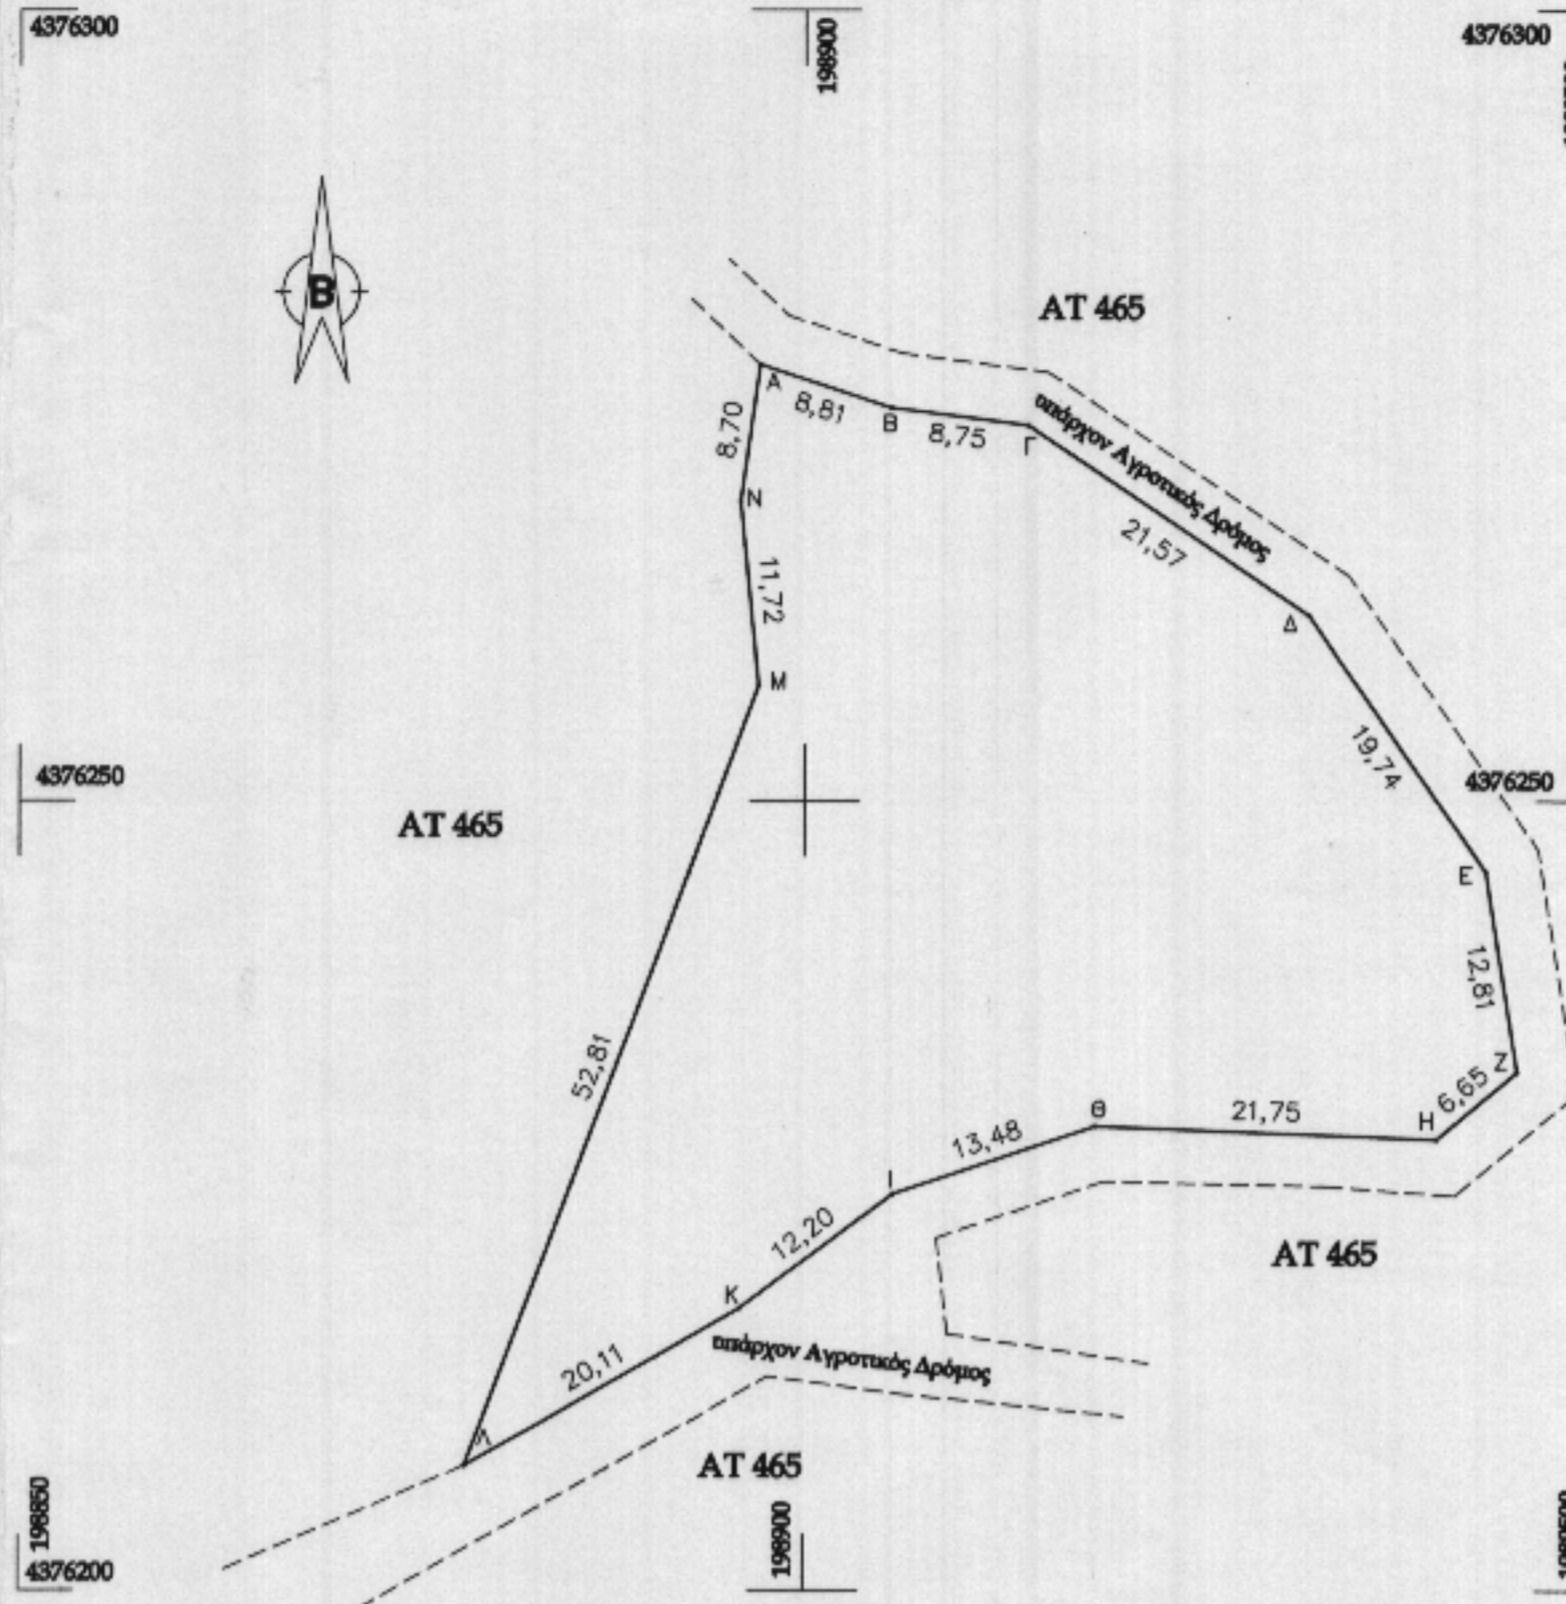 4376300
198900
4376300
B
AT 465
A
8,81
B
8,75
Γ
8,70
υπάρχον Αγροτικός Δρόμος
N
21,57
11,72
Δ
M
19,74
4376250
4376250
AT 465
E
12,81
52,81
Z
6,65
H
21,75
Θ
13,48
I
12,20
AT 465
K
υπάρχον Αγροτικός Δρόμος
20,11
Λ
AT 465
198850
198900
4376200